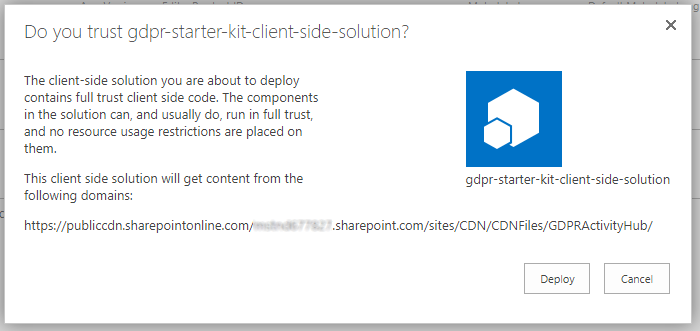 Do you trust gdpr-starter-kit-client-side-solution?
The client-side solution you are about to deploy
contains full trust client side code. The components
in the solution can, and usually do, run in full trust,
and no resource usage restrictions are placed on
them.
gdpr-starter-kit-client-side-solution
This client side solution will get content from the
following domains:
https://publiccdn.sharepointonline.com/ .sharepoint.com/sites/CDN/CDNFiles/GDPRActivityHub/
Deploy
Cancel